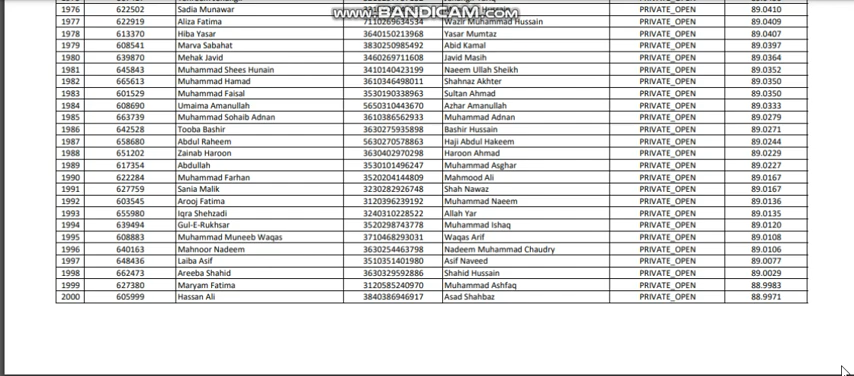 www.BANDICAM.com
1976 622502 Sadia Munawar PRIVATE_OPEN 89.0410
1977 622919 Aliza Fatima 7110269634534 Wazir Muhammad Hussain PRIVATE_OPEN 89.0409
1978 613370 Hiba Yasar 3640150213968 Yasar Mumtaz PRIVATE_OPEN 89.0407
1979 608541 Marva Sabahat 3830250985492 Abid Kamal PRIVATE_OPEN 89.0397
1980 639870 Mehak Javid 3460269711608 Javid Masih PRIVATE_OPEN 89.0364
1981 645843 Muhammad Shees Hunain 3410140423199 Naeem Ullah Sheikh PRIVATE_OPEN 89.0352
1982 665613 Muhammad Hamad 3610346498011 Shahnaz Akhter PRIVATE_OPEN 89.0350
1983 601529 Muhammad Faisal 3530190338963 Sultan Ahmad PRIVATE_OPEN 89.0350
1984 608690 Umaima Amanullah 5650310443670 Azhar Amanullah PRIVATE_OPEN 89.0333
1985 663739 Muhammad Sohaib Adnan 3610386562933 Muhammad Adnan PRIVATE_OPEN 89.0279
1986 642528 Tooba Bashir 3630275935898 Bashir Hussain PRIVATE_OPEN 89.0271
1987 658680 Abdul Raheem 5630270578863 Haji Abdul Hakeem PRIVATE_OPEN 89.0244
1988 651202 Zainab Haroon 3630402970298 Haroon Ahmad PRIVATE_OPEN 89.0229
1989 617354 Abdullah 3530101496247 Muhammad Asghar PRIVATE_OPEN 89.0227
1990 622284 Muhammad Farhan 3520204144809 Mahmood Ali PRIVATE_OPEN 89.0167
1991 627759 Sania Malik 3230282926748 Shah Nawaz PRIVATE_OPEN 89.0167
1992 603545 Arooj Fatima 3120396239192 Muhammad Naeem PRIVATE_OPEN 89.0136
1993 655980 Iqra Shehzadi 3240310228522 Allah Yar PRIVATE_OPEN 89.0135
1994 639494 Gul-E-Rukhsar 3520298743778 Muhammad Ishaq PRIVATE_OPEN 89.0120
1995 608883 Muhammad Muneeb Waqas 3710468293031 Waqas Arif PRIVATE_OPEN 89.0108
1996 640163 Mahnoor Nadeem 3630254463798 Nadeem Muhammad Chaudry PRIVATE_OPEN 89.0106
1997 648436 Laiba Asif 3510351401980 Asif Naveed PRIVATE_OPEN 89.0077
1998 662473 Areeba Shahid 3630329592886 Shahid Hussain PRIVATE_OPEN 89.0029
1999 627380 Maryam Fatima 3120585240970 Muhammad Ashfaq PRIVATE_OPEN 88.9983
2000 605999 Hassan Ali 3840386946917 Asad Shahbaz PRIVATE_OPEN 88.9971